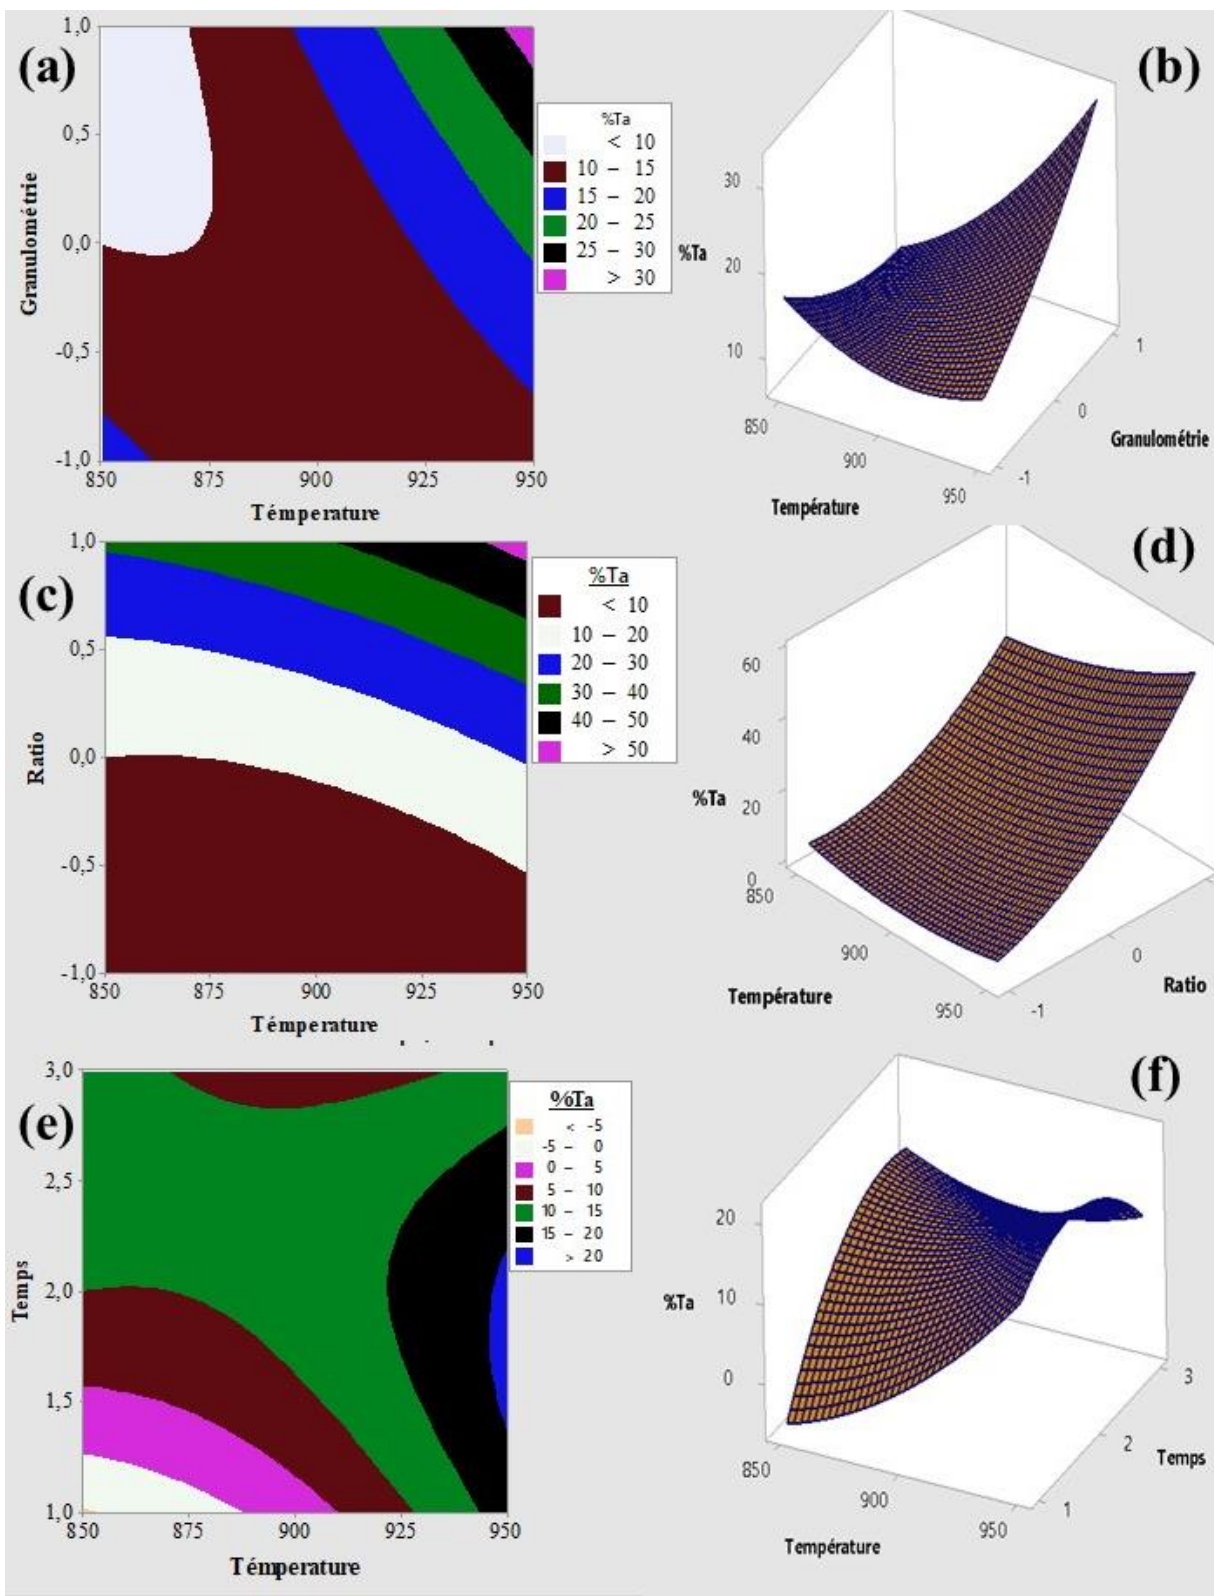 (a)
1,0
0,5
0,0
-0,5
-1,0
Granulométrie
850 875 900 925 950
Témperature
%Ta
< 10
10 – 15
15 – 20
20 – 25
25 – 30
> 30
(b)
30
20
10
%Ta
850
900
950
Température
1
0
-1
Granulométrie
(c)
1,0
0,5
0,0
-0,5
-1,0
Ratio
850 875 900 925 950
Témperature
%Ta
< 10
10 – 20
20 – 30
30 – 40
40 – 50
> 50
(d)
60
40
20
0
%Ta
850
900
950
Température
0
-1
Ratio
(e)
3,0
2,5
2,0
1,5
1,0
Temps
850 875 900 925 950
Témperature
%Ta
< -5
-5 – 0
0 – 5
5 – 10
10 – 15
15 – 20
> 20
(f)
20
10
0
%Ta
850
900
950
Température
3
2
1
Temps